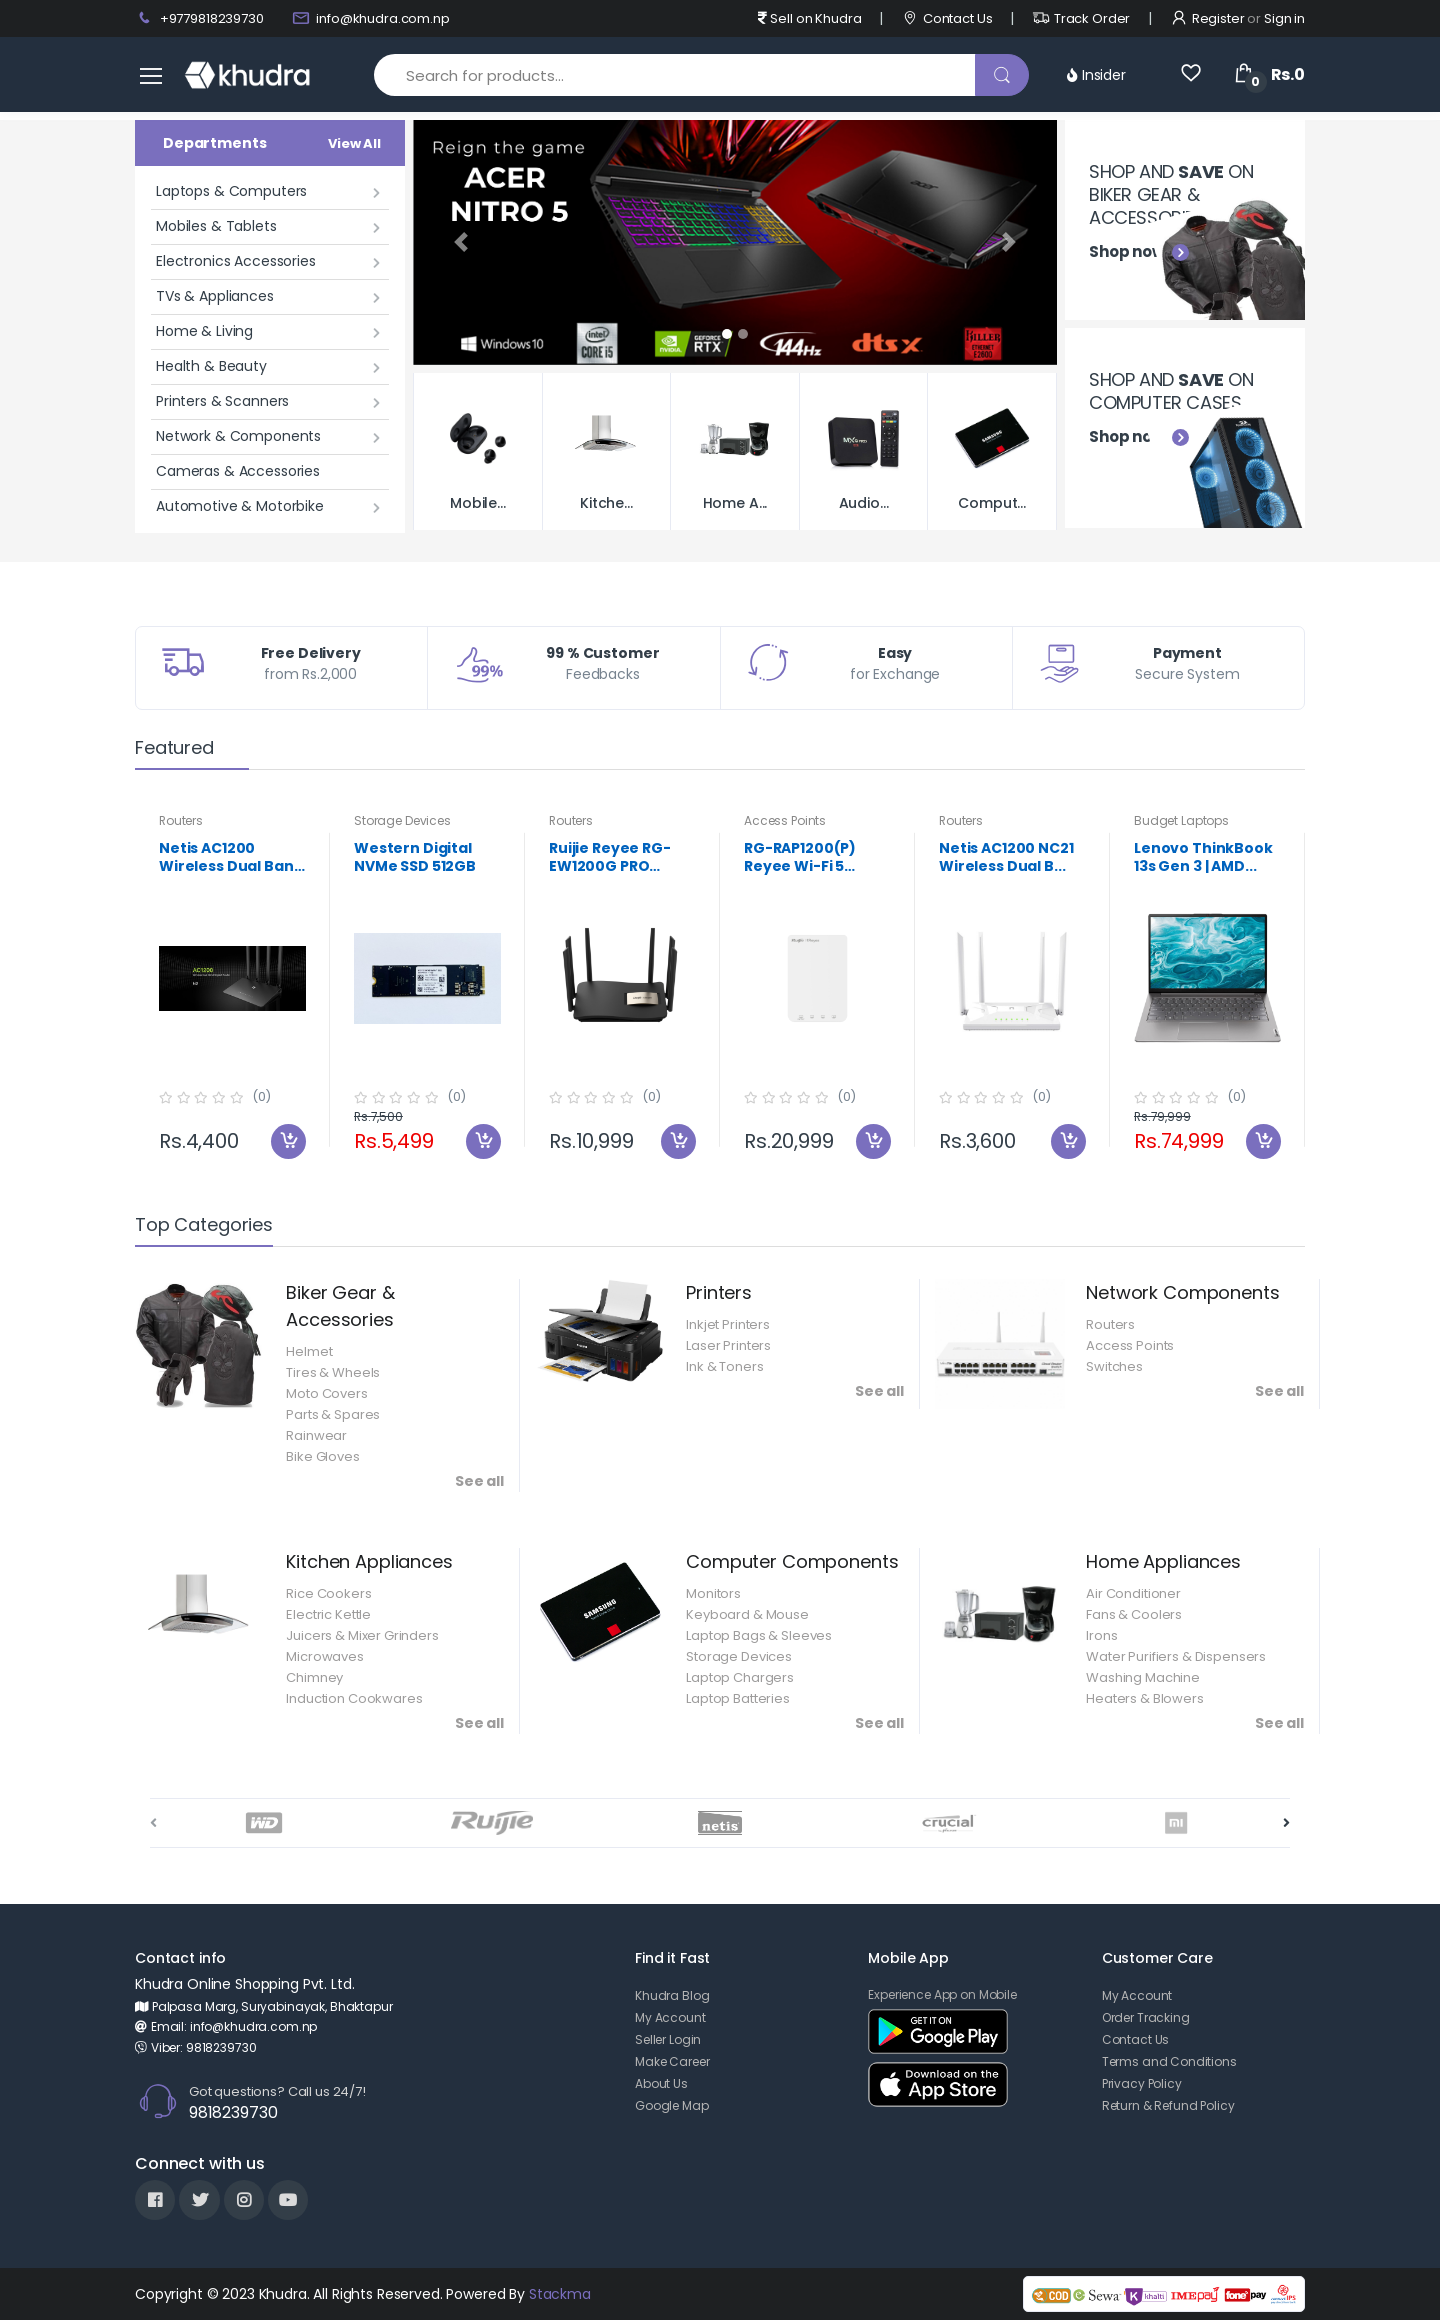 +9779818239730
info@khudra.com.np
Sell on Khudra | Contact Us | Track Order | Register or Sign in
khudra
Search for products...
Insider
0
Rs.0
Departments
View All
Laptops & Computers
Mobiles & Tablets
Electronics Accessories
TVs & Appliances
Home & Living
Health & Beauty
Printers & Scanners
Network & Components
Cameras & Accessories
Automotive & Motorbike
Reign the game
ACER
NITRO 5
acer
Windows 10
intel
CORE i5
NVIDIA
GEFORCE
RTX
144Hz
dts X
KILLER
ETHERNET
E2600
SHOP AND SAVE ON
BIKER GEAR &
Shop now
SHOP AND SAVE ON
COMPUTER CASES
Mobile...
Kitche...
Home A...
Audio...
Comput...
Free Delivery
from Rs.2,000
99%
99 % Customer
Feedbacks
Easy
for Exchange
Payment
Secure System
Featured
Routers
Netis AC1200
Wireless Dual Ban...
AC1200
(0)
Rs.4,400
Storage Devices
Western Digital
NVMe SSD 512GB
(0)
Rs.7,500
Rs.5,499
Routers
Ruijie Reyee RG-
EW1200G PRO...
(0)
Rs.10,999
Access Points
RG-RAP1200(P)
Reyee Wi-Fi 5...
(0)
Rs.20,999
Routers
Netis AC1200 NC21
Wireless Dual B...
(0)
Rs.3,600
Budget Laptops
Lenovo ThinkBook
13s Gen 3 | AMD...
(0)
Rs.79,999
Rs.74,999
Top Categories
Biker Gear &
Accessories
Helmet
Tires & Wheels
Moto Covers
Parts & Spares
Rainwear
Bike Gloves
See all
Printers
Inkjet Printers
Laser Printers
Ink & Toners
See all
Network Components
Routers
Access Points
Switches
See all
Kitchen Appliances
Rice Cookers
Electric Kettle
Juicers & Mixer Grinders
Microwaves
Chimney
Induction Cookwares
See all
SAMSUNG
Computer Components
Monitors
Keyboard & Mouse
Laptop Bags & Sleeves
Storage Devices
Laptop Chargers
Laptop Batteries
See all
Home Appliances
Air Conditioner
Fans & Coolers
Irons
Water Purifiers & Dispensers
Washing Machine
Heaters & Blowers
See all
WD
Ruijie
netis
crucial
MI
Contact info
Khudra Online Shopping Pvt. Ltd.
Palpasa Marg, Suryabinayak, Bhaktapur
Email: info@khudra.com.np
Viber: 9818239730
Got questions? Call us 24/7!
9818239730
Connect with us
Find it Fast
Khudra Blog
My Account
Seller Login
Make Career
About Us
Google Map
Mobile App
Experience App on Mobile
GET IT ON
Google Play
Download on the
App Store
Customer Care
My Account
Order Tracking
Contact Us
Terms and Conditions
Privacy Policy
Return & Refund Policy
Copyright © 2023 Khudra. All Rights Reserved. Powered By Stackma
COD
eSewa
khalti
IMEpay
fonepay